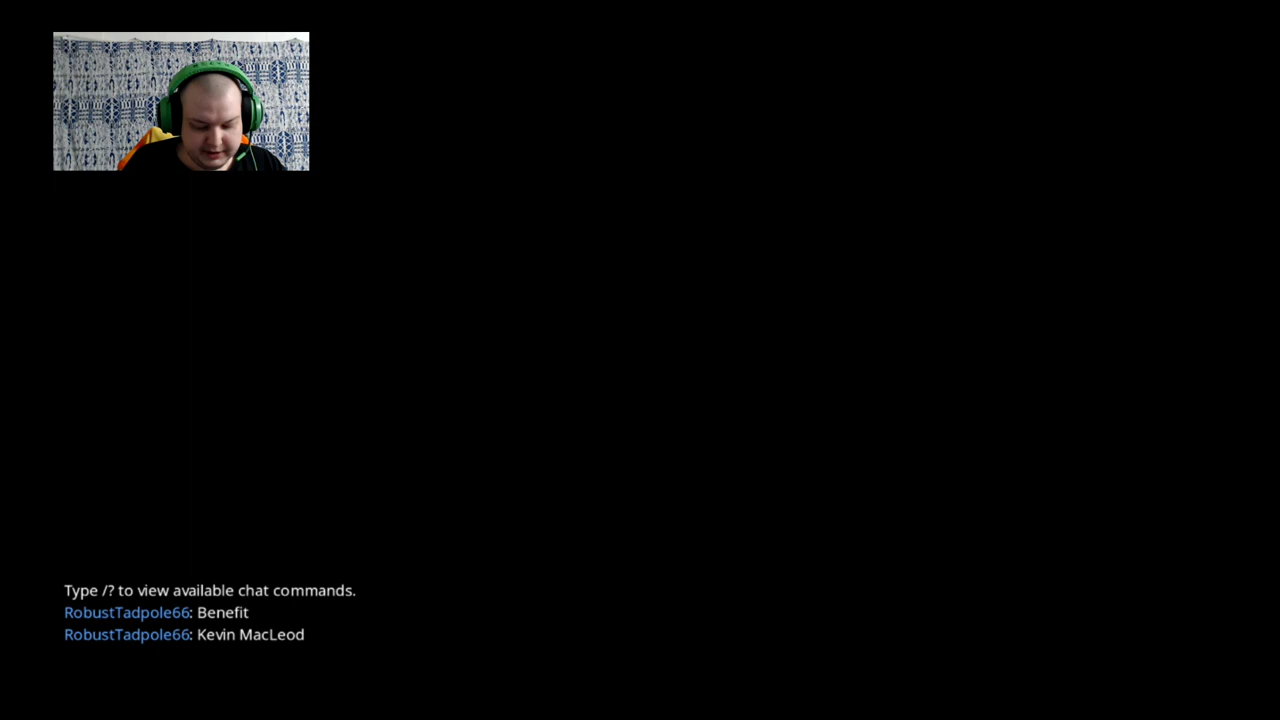 Type /? to view available chat commands.
RobustTadpole66: Benefit
RobustTadpole66: Kevin MacLeod